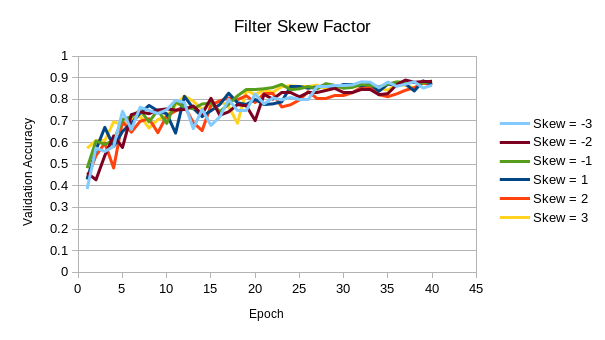 Filter Skew Factor
Validation Accuracy
1
0.9
0.8
0.7
0.6
0.5
0.4
0.3
0.2
0.1
0
0 5 10 15 20 25 30 35 40 45
Epoch
Skew = -3
Skew = -2
Skew = -1
Skew = 1
Skew = 2
Skew = 3